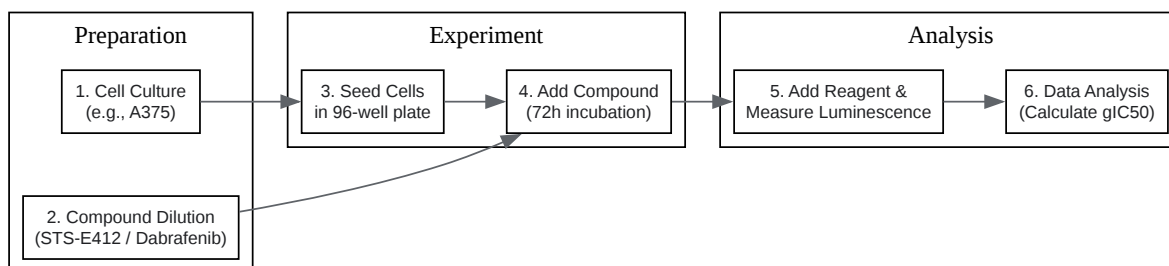 Preparation
1. Cell Culture
(e.g., A375)
2. Compound Dilution
(STS-E412 / Dabrafenib)
Experiment
3. Seed Cells
in 96-well plate
4. Add Compound
(72h incubation)
Analysis
5. Add Reagent &
Measure Luminescence
6. Data Analysis
(Calculate gIC50)